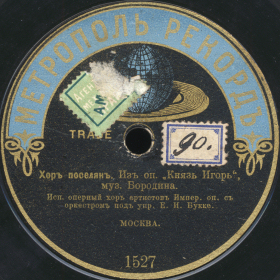 МЕТРОПОЛЬ РЕКОРДЪ
TRADE
90.
Хоръ поселянъ, Изъ оп. „Князь Игорь“,
муз. Бородина.
Исп. оперный хоръ артистовъ Импер. оп. съ
оркестромъ подъ упр. Е. И. Букке.
МОСКВА.
1527